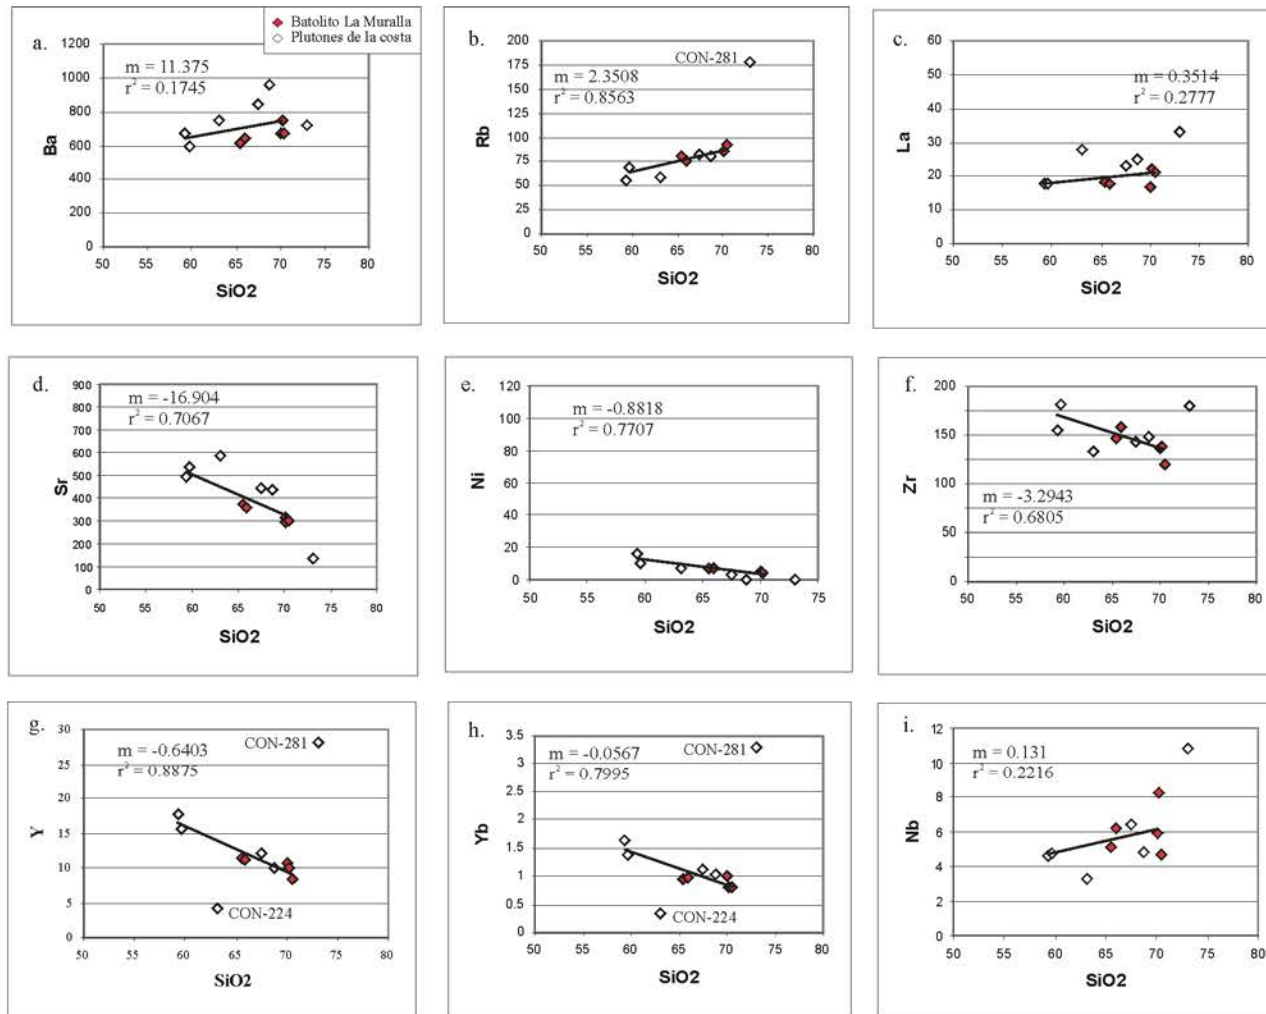 Batolito La Muralla
Plutones de la costa
a.
1200
1000
800
600
400
200
0
Ba
m = 11.375
r² = 0.1745
50 55 60 65 70 75 80
SiO2
b.
200
175
150
125
100
75
50
25
0
Rb
CON-281
m = 2.3508
r² = 0.8563
50 55 60 65 70 75 80
SiO2
c.
60
50
40
30
20
10
0
La
m = 0.3514
r² = 0.2777
50 55 60 65 70 75 80
SiO2
d.
900
800
700
600
500
400
300
200
100
0
Sr
m = -16.904
r² = 0.7067
50 55 60 65 70 75 80
SiO2
e.
120
100
80
60
40
20
0
Ni
m = -0.8818
r² = 0.7707
50 55 60 65 70 75
SiO2
f.
200
150
100
50
0
Zr
m = -3.2943
r² = 0.6805
50 55 60 65 70 75 80
SiO2
g.
30
25
20
15
10
5
0
Y
m = -0.6403
r² = 0.8875
CON-281
CON-224
50 55 60 65 70 75 80
SiO2
h.
3.5
3
2.5
2
1.5
1
0.5
0
Yb
m = -0.0567
r² = 0.7995
CON-281
CON-224
50 55 60 65 70 75 80
SiO2
i.
12
10
8
6
4
2
0
Nb
m = 0.131
r² = 0.2216
50 55 60 65 70 75 80
SiO2